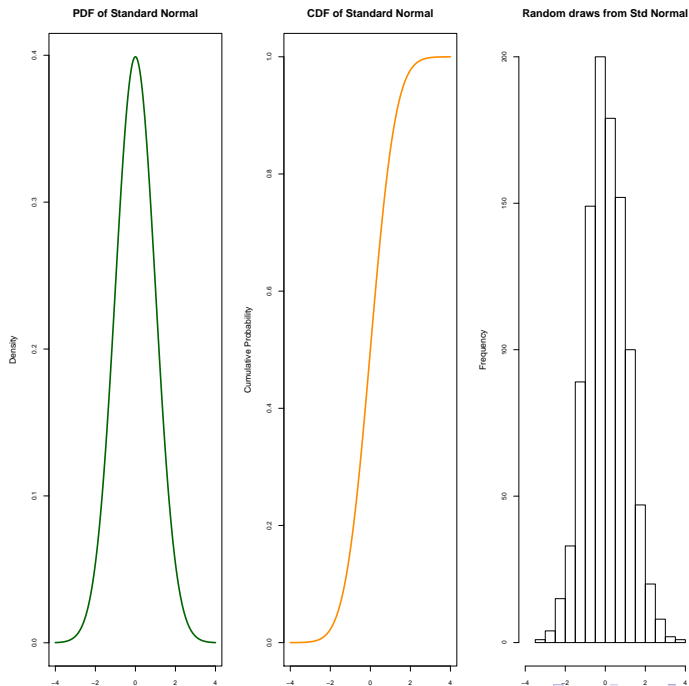 PDF of Standard Normal
Density
0.0
0.1
0.2
0.3
0.4
−4 −2 0 2 4
CDF of Standard Normal
Cumulative Probability
0.0
0.2
0.4
0.6
0.8
1.0
−4 −2 0 2 4
Random draws from Std Normal
Frequency
0
50
100
150
200
−4 −2 0 2 4